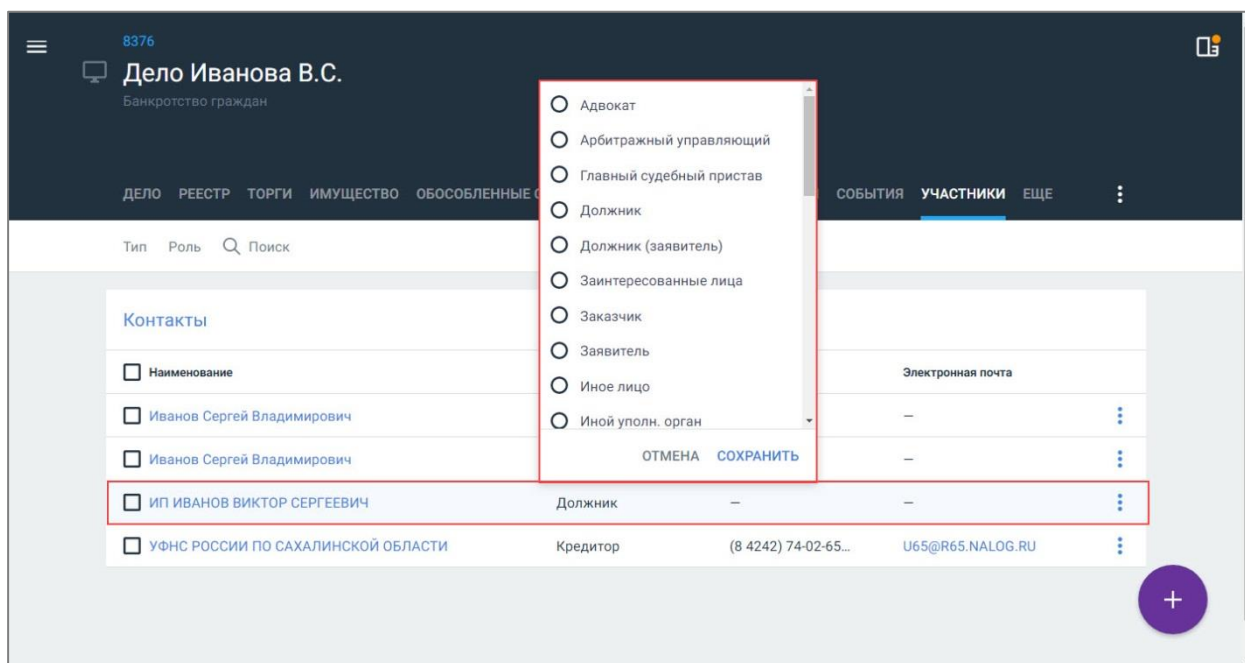 8376
Дело Иванова В.С.
Банкротство граждан
ДЕЛО РЕЕСТР ТОРГИ ИМУЩЕСТВО ОБОСОБЛЕННЫЕ СОБЫТИЯ УЧАСТНИКИ ЕЩЕ
Тип Роль Поиск
Адвокат
Арбитражный управляющий
Главный судебный пристав
Должник
Должник (заявитель)
Заинтересованные лица
Заказчик
Заявитель
Иное лицо
Иной уполн. орган
ОТМЕНА СОХРАНИТЬ
Контакты
Наименование Электронная почта
Иванов Сергей Владимирович –
Иванов Сергей Владимирович –
ИП ИВАНОВ ВИКТОР СЕРГЕЕВИЧ Должник – –
УФНС РОССИИ ПО САХАЛИНСКОЙ ОБЛАСТИ Кредитор (8 4242) 74-02-65... U65@R65.NALOG.RU